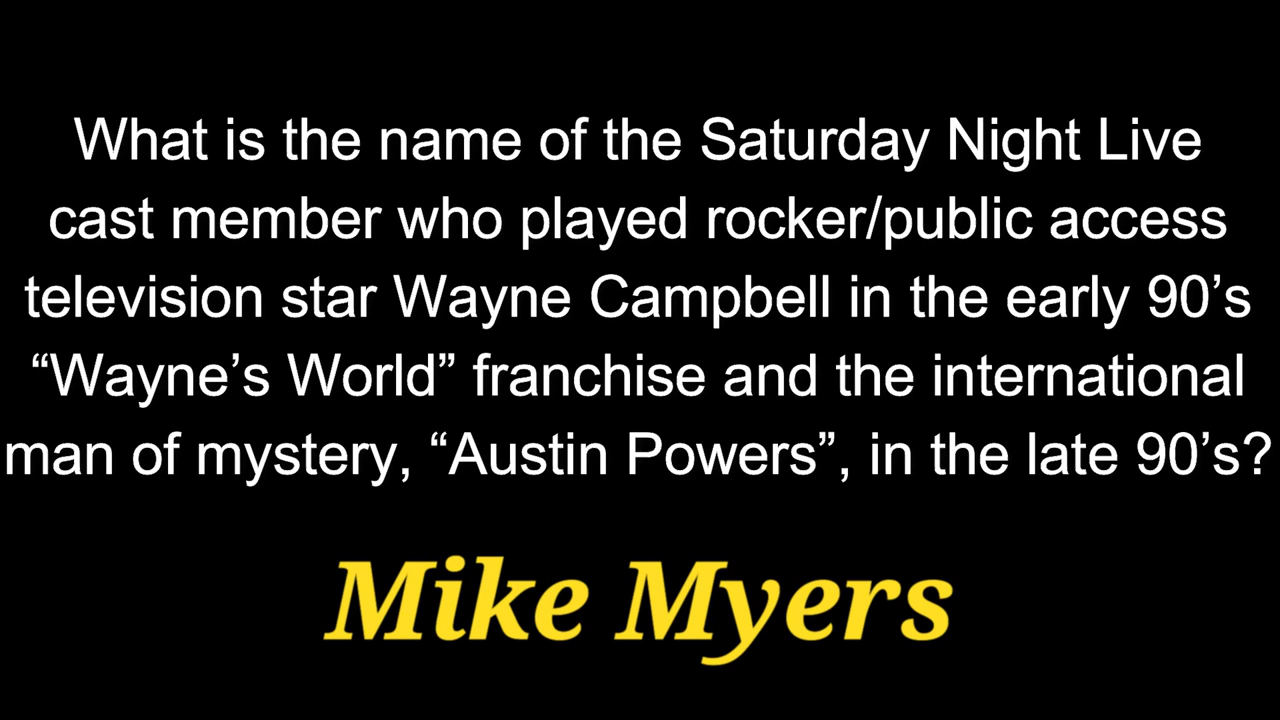 What is the name of the Saturday Night Live
cast member who played rocker/public access
television star Wayne Campbell in the early 90’s
“Wayne’s World” franchise and the international
man of mystery, “Austin Powers”, in the late 90’s?
Mike Myers